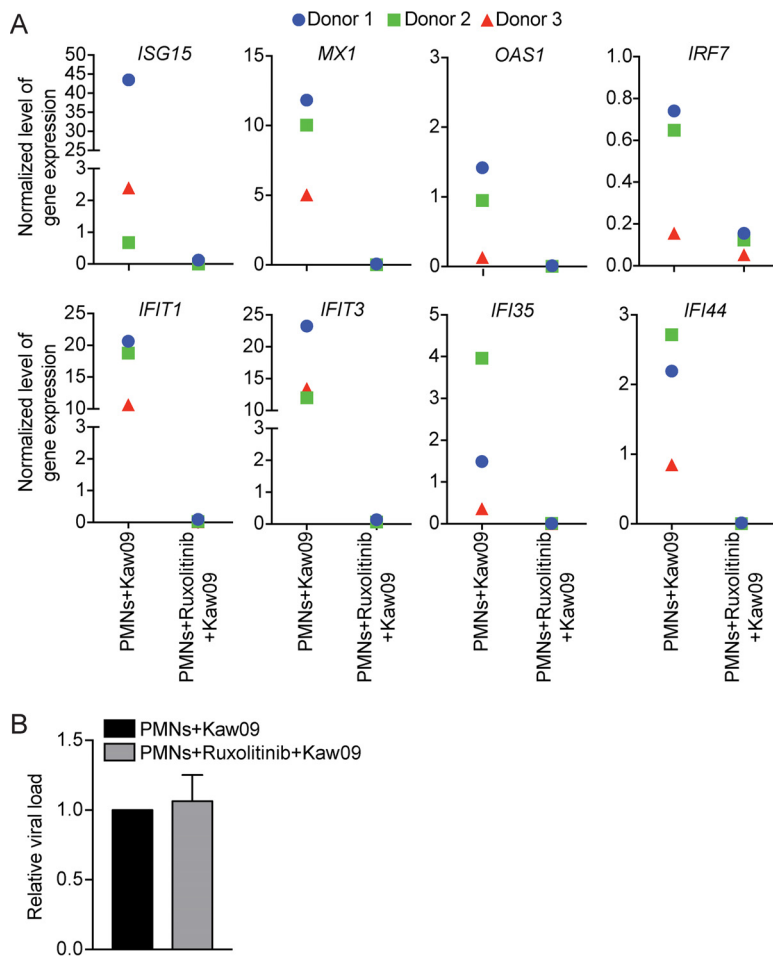 A
Donor 1 Donor 2 Donor 3
ISG15 MX1 OAS1 IRF7
Normalized level of
gene expression
50
45
40
35
30
25
20
15
10
5
3
2
1
0
15
10
5
0
3
2
1
0
1.0
0.8
0.6
0.4
0.2
0.0
IFIT1 IFIT3 IFI35 IFI44
Normalized level of
gene expression
25
20
15
10
3
2
1
0
25
20
15
10
3
2
1
0
5
4
3
2
1
0
3
2
1
0
PMNs+Kaw09
PMNs+Ruxolitinib
+Kaw09
PMNs+Kaw09
PMNs+Ruxolitinib
+Kaw09
PMNs+Kaw09
PMNs+Ruxolitinib
+Kaw09
PMNs+Kaw09
PMNs+Ruxolitinib
+Kaw09
B
PMNs+Kaw09
PMNs+Ruxolitinib+Kaw09
Relative viral load
1.5
1.0
0.5
0.0